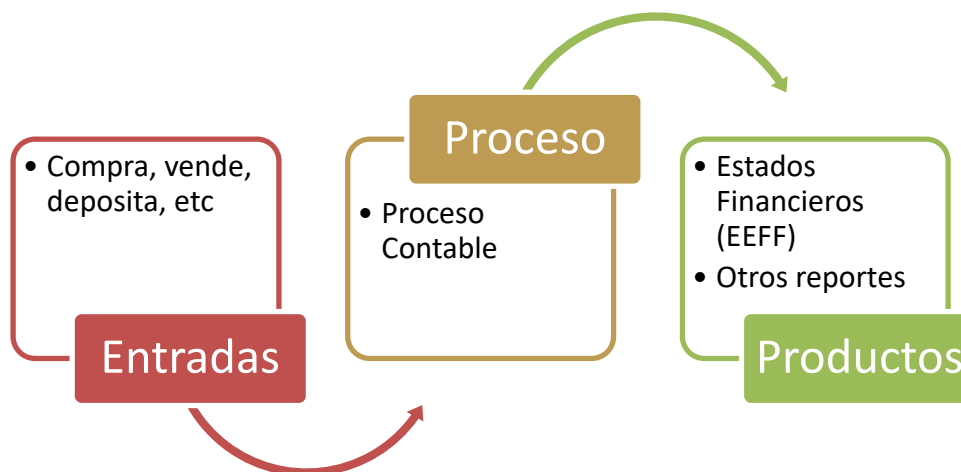 • Compra, vende,
deposita, etc
Entradas
Proceso
• Proceso
Contable
• Estados
Financieros
(EEFF)
• Otros reportes
Productos